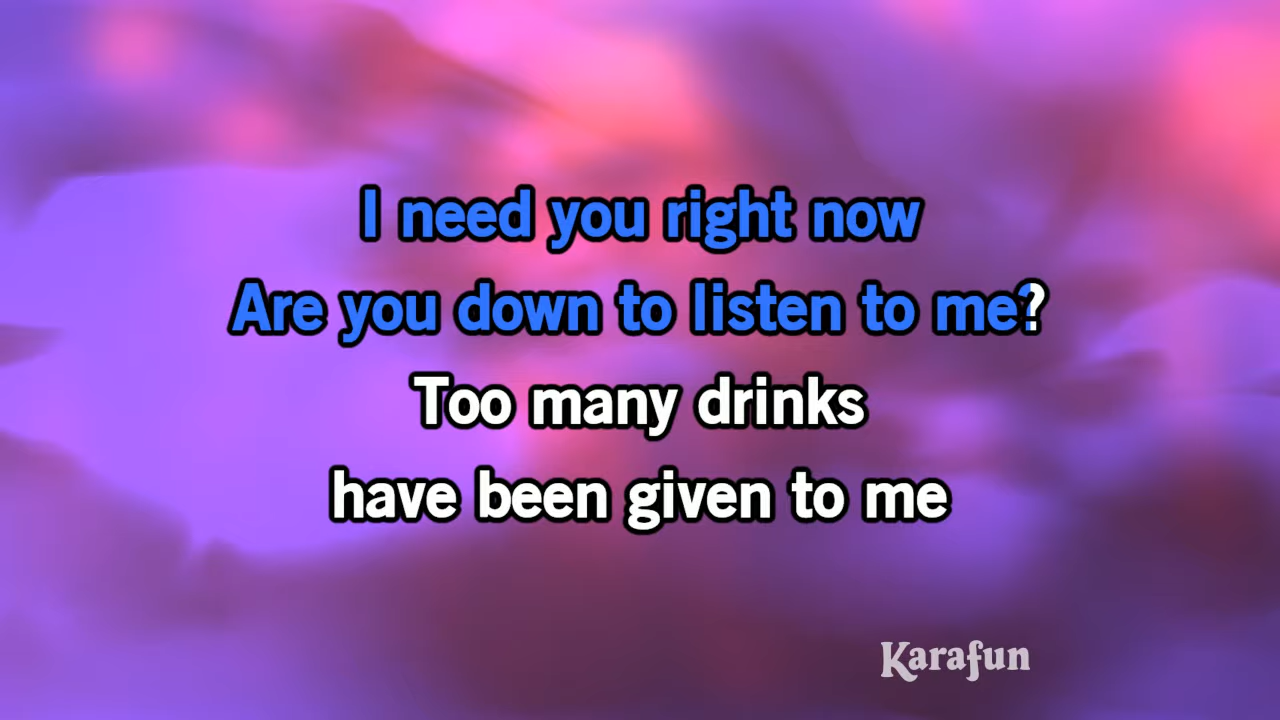 I need you right now
Are you down to listen to me?
Too many drinks
have been given to me
Karafun